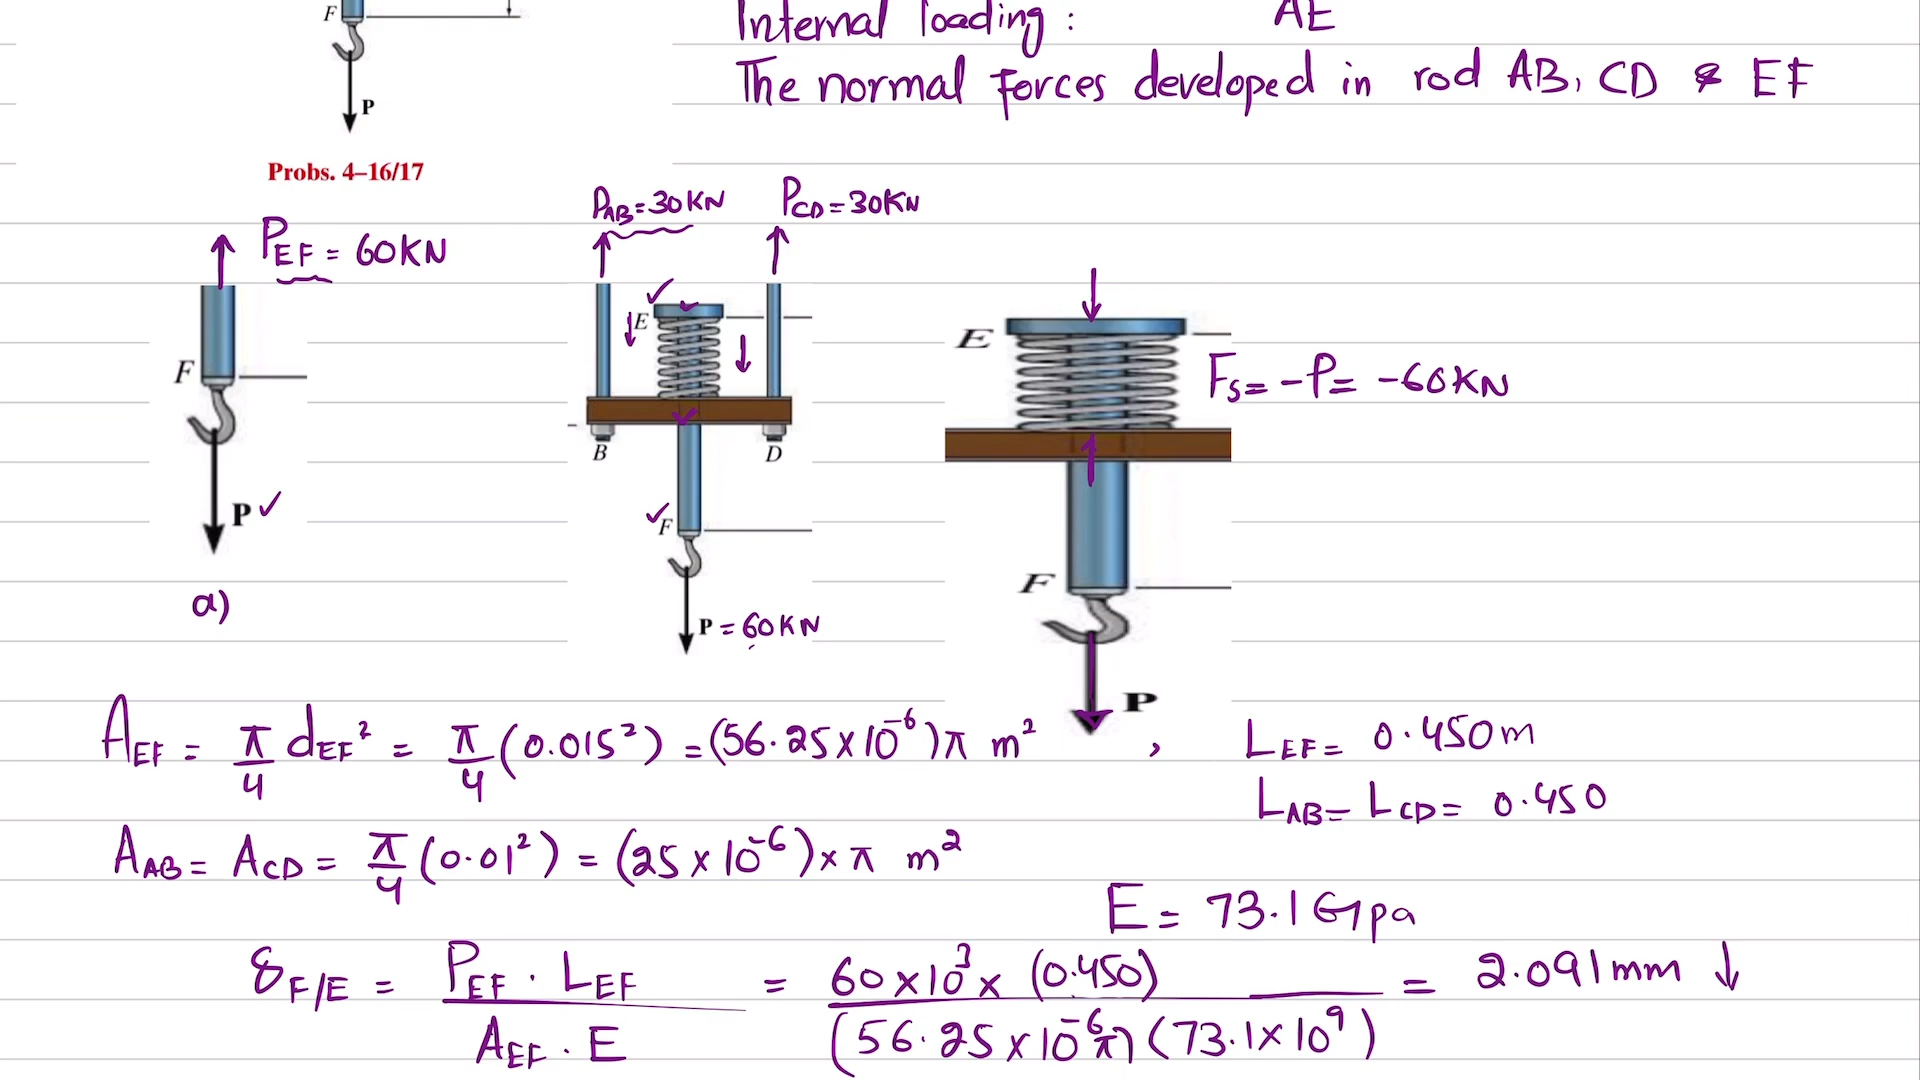 F
Internal loading : AE
The normal forces developed in rod AB, CD & EF
P
Probs. 4–16/17
PEF = 60KN
PAB=30KN PCD=30KN
E
F
E
FS= -P= -60KN
B D
P ✓
F
F
a)
P = 60KN
P
AEF = π/4 dEF² = π/4 (0.015²) = (56.25×10⁻⁶)π m² , LEF= 0.450m
LAB= LCD= 0.450
AAB= ACD= π/4 (0.01²) = (25×10⁻⁶)×π m²
E= 73.1Gpa
δF/E = PEF · LEF / AEF · E = 60×10³× (0.450) / (56.25×10⁻⁶π)(73.1×10⁹) = 2.091mm ↓